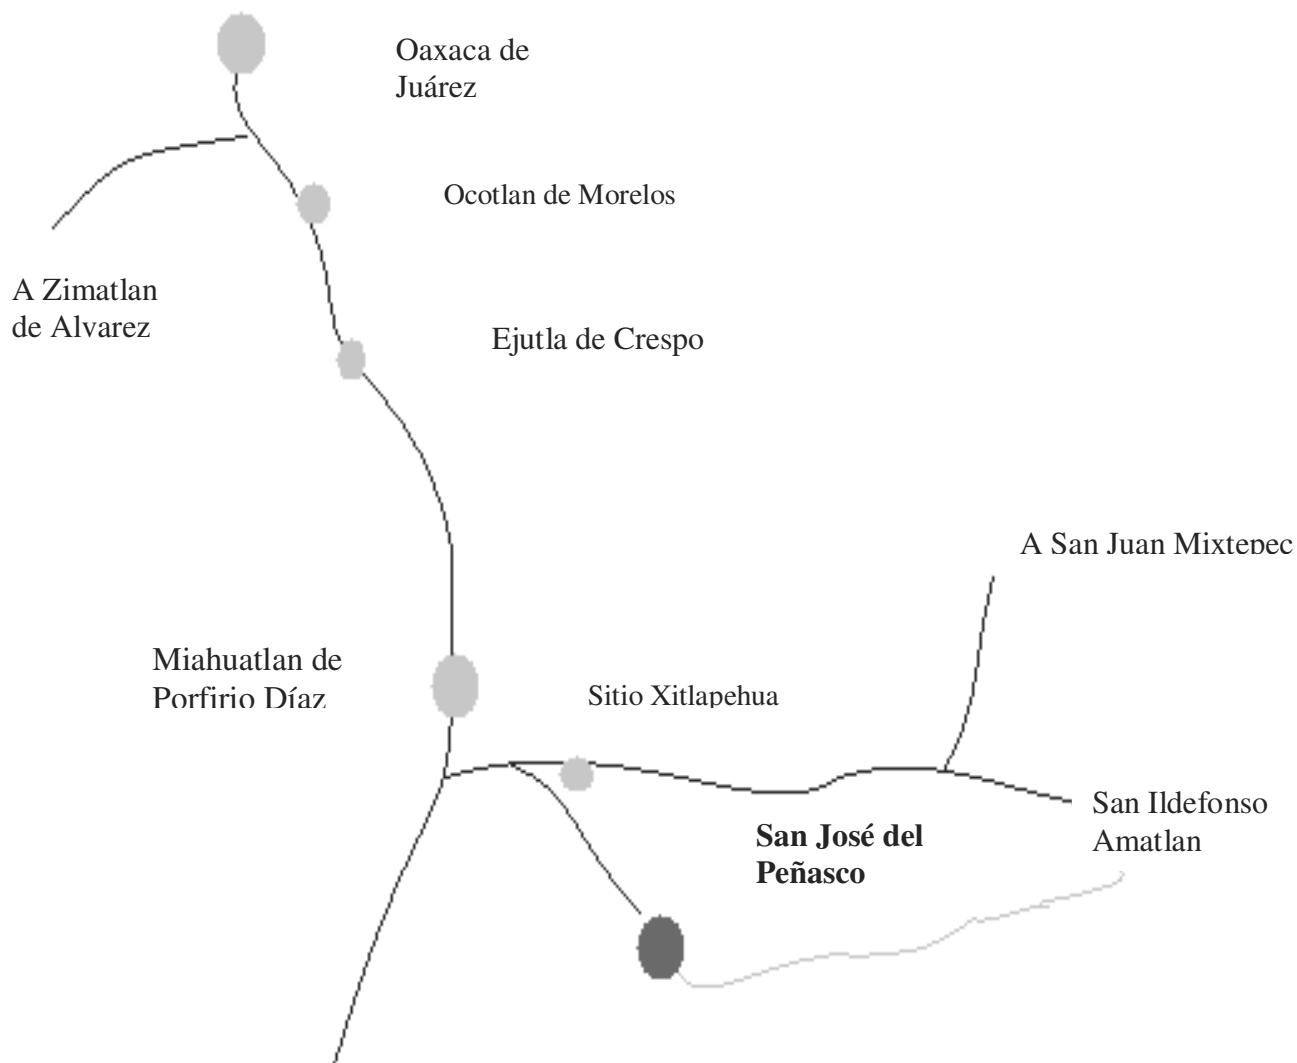 Oaxaca de
Juárez
Ocotlan de Morelos
A Zimatlan
de Alvarez
Ejutla de Crespo
A San Juan Mixtepec
Miahuatlan de
Porfirio Díaz
Sitio Xitlapehua
San Ildefonso
Amatlan
San José del
Peñasco